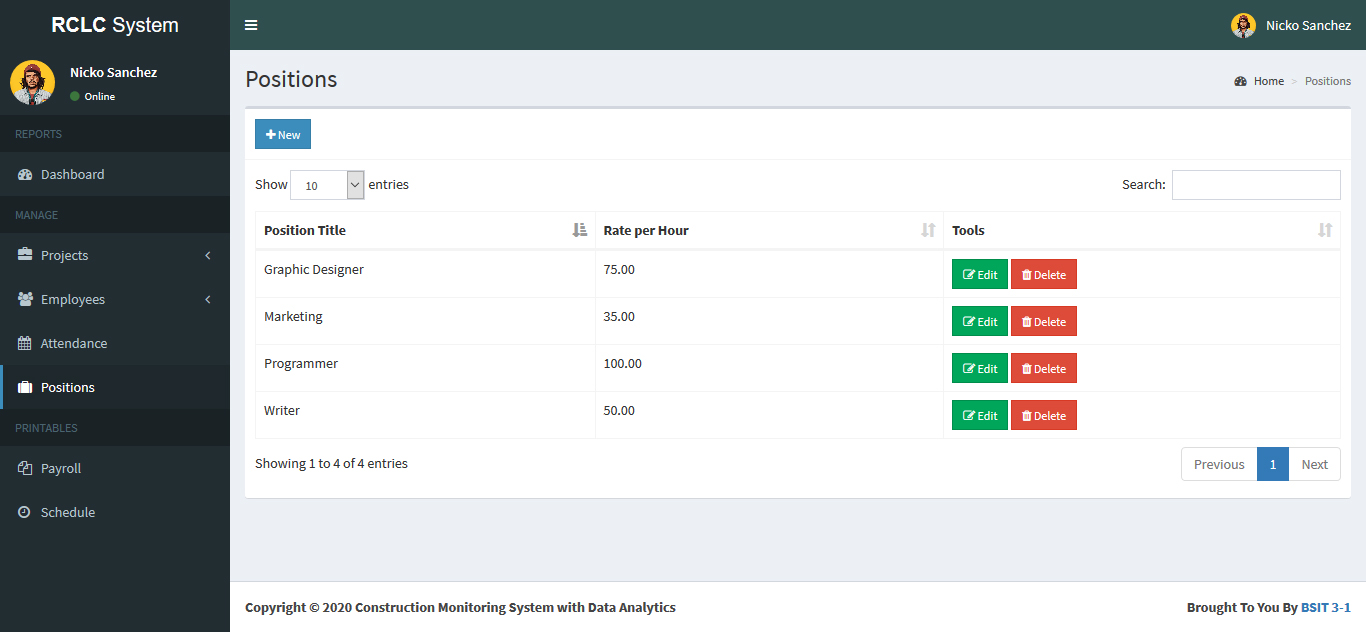 RCLC System
Nicko Sanchez
Nicko Sanchez
Online
REPORTS
Dashboard
MANAGE
Projects
Employees
Attendance
Positions
PRINTABLES
Payroll
Schedule
Positions
Home > Positions
New
Show 10 entries
Search:
Position Title Rate per Hour Tools
Graphic Designer 75.00 Edit Delete
Marketing 35.00 Edit Delete
Programmer 100.00 Edit Delete
Writer 50.00 Edit Delete
Showing 1 to 4 of 4 entries
Previous 1 Next
Copyright © 2020 Construction Monitoring System with Data Analytics
Brought To You By BSIT 3-1